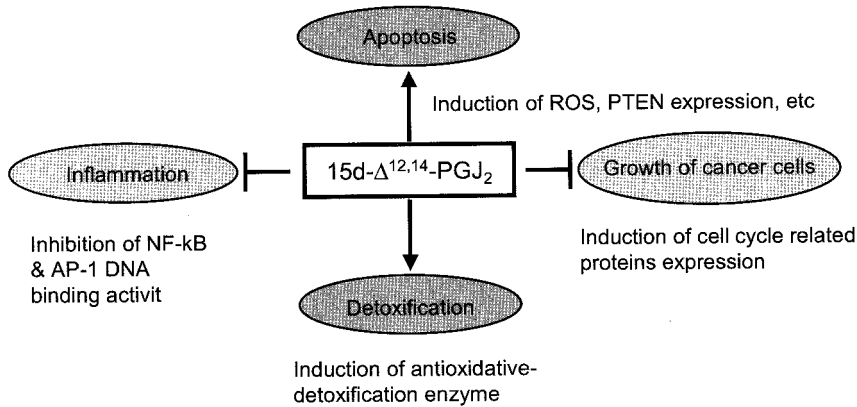 Apoptosis
Induction of ROS, PTEN expression, etc
Inflammation
15d-Δ12,14-PGJ2
Growth of cancer cells
Inhibition of NF-kB
& AP-1 DNA
binding activit
Induction of cell cycle related
proteins expression
Detoxification
Induction of antioxidative-
detoxification enzyme